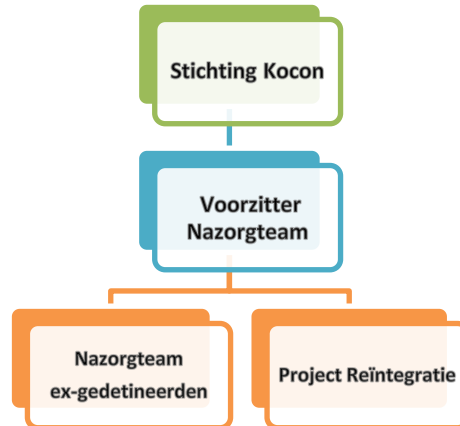 Stichting Kocon
Voorzitter
Nazorgteam
Nazorgteam
ex-gedetineerden
Project Reïntegratie